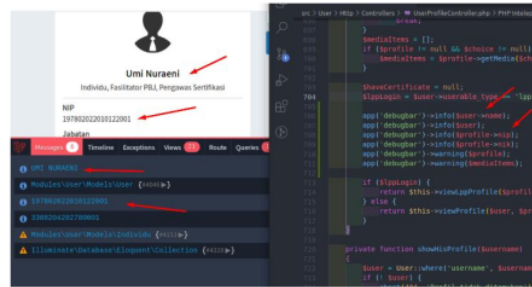 Umi Nuraeni
Individu, Fasilitator PBJ, Pengawas Sertifikasi
NIP
197802022010122001
Jabatan
Messages
Timeline Exceptions Views Route Queries
UMI NURAENI
Modules\User\Models\User
197802022010122001
Modules\User\Models\Individu
Illuminate\Database\Eloquent\Collection
src > User > Http > Controllers > UserProfileController.php > PHP Intelep
break;
}
$mediaItems = [];
if ($profile != null && $choice != null)
$mediaItems = $profile->getMedia($ch
}
$haveCertificate = null;
704
$lppLogin = $user->userable_type == 'lpp
app('debugbar')->info($user->name);
app('debugbar')->info($user);
app('debugbar')->info($profile->nip);
app('debugbar')->info($profile->nik);
app('debugbar')->warning($profile);
app('debugbar')->warning($mediaItems);
if ($lppLogin) {
return $this->viewLppProfile($profil
} else {
return $this->viewProfile($user, $pr
}
}
private function showHisProfile($username)
{
$user = User::where('username', $usernam
if (! $user) {